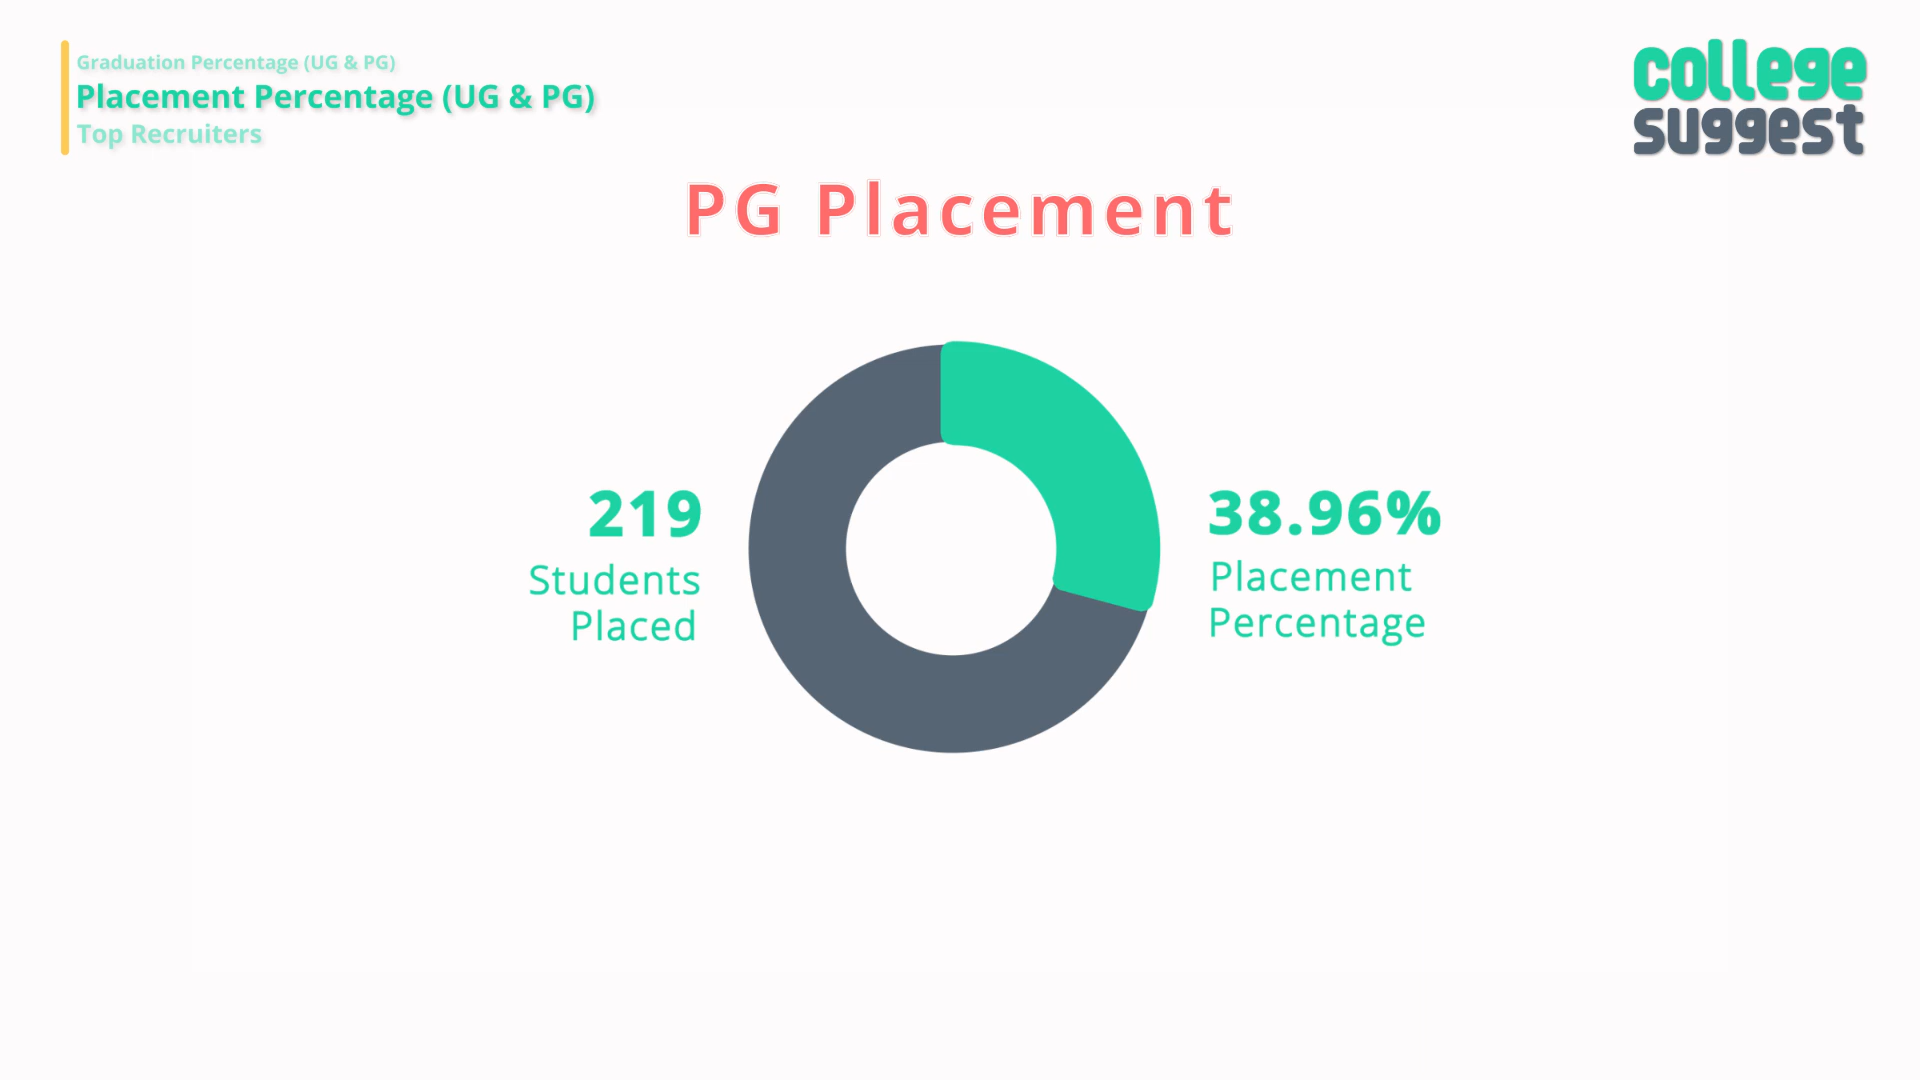 Graduation Percentage (UG & PG)
Placement Percentage (UG & PG)
Top Recruiters
college
suggest
PG Placement
219
Students
Placed
38.96%
Placement
Percentage